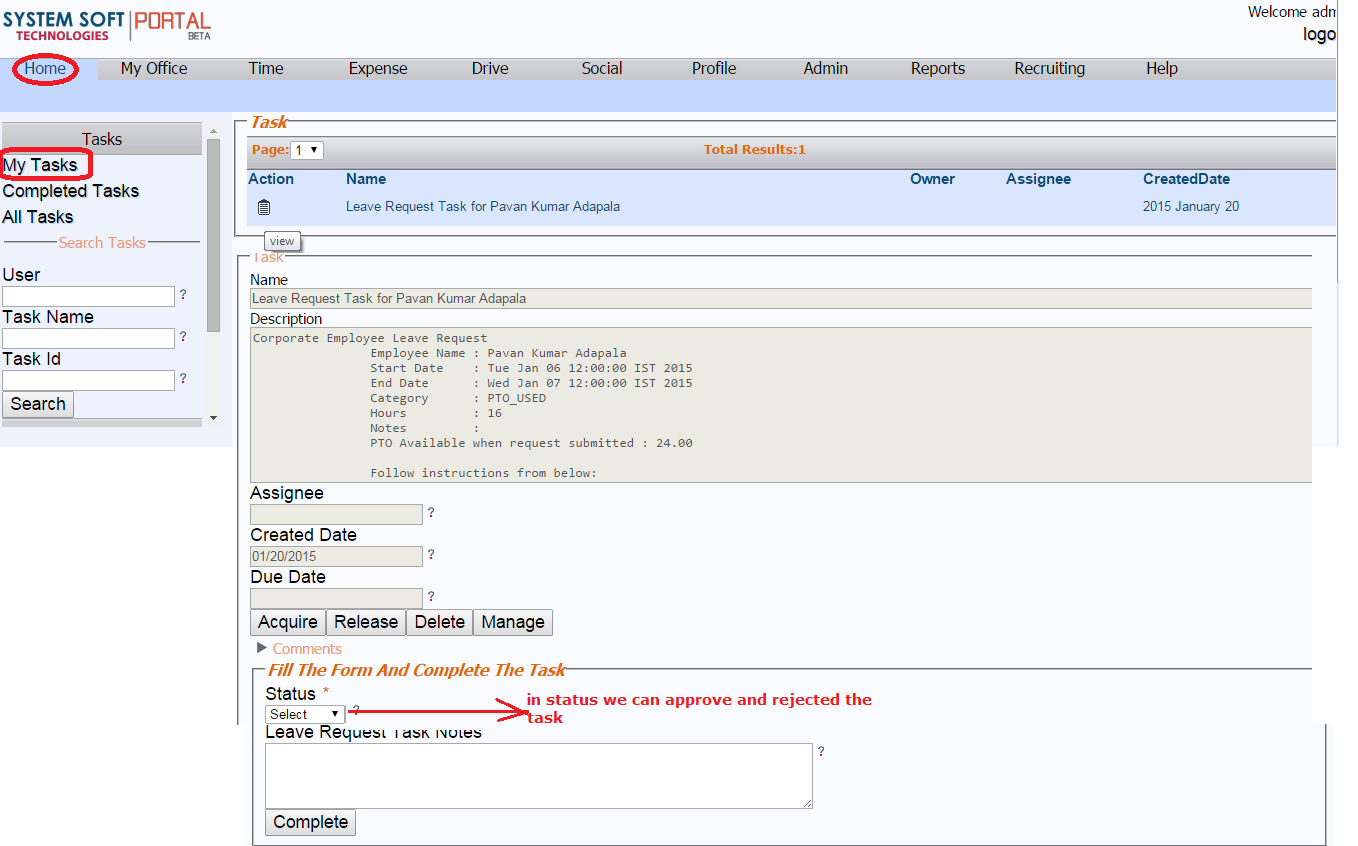 SYSTEM SOFT PORTAL
TECHNOLOGIES BETA
Welcome adm
logo
Home My Office Time Expense Drive Social Profile Admin Reports Recruiting Help
Tasks
My Tasks
Completed Tasks
All Tasks
Search Tasks
User
?
Task Name
?
Task Id
?
Search
Task
Page: 1 Total Results:1
Action Name Owner Assignee CreatedDate
Leave Request Task for Pavan Kumar Adapala 2015 January 20
view
Task
Name
Leave Request Task for Pavan Kumar Adapala
Description
Corporate Employee Leave Request
Employee Name : Pavan Kumar Adapala
Start Date : Tue Jan 06 12:00:00 IST 2015
End Date : Wed Jan 07 12:00:00 IST 2015
Category : PTO_USED
Hours : 16
Notes :
PTO Available when request submitted : 24.00
Follow instructions from below:
Assignee
?
Created Date
01/20/2015 ?
Due Date
?
Acquire Release Delete Manage
Comments
Fill The Form And Complete The Task
Status *
Select ?
in status we can approve and rejected the
task
Leave Request Task Notes
?
Complete